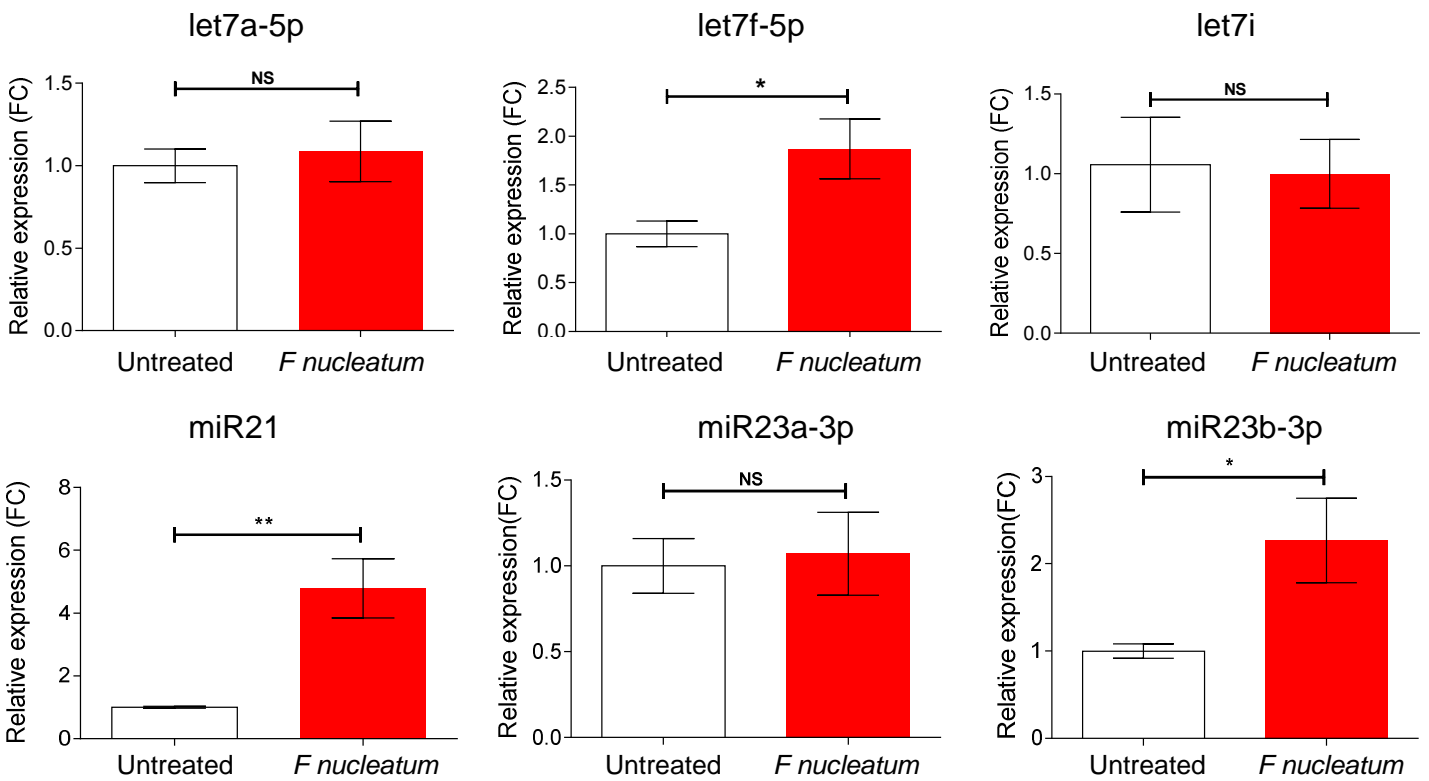 let7a-5p
Relative expression (FC)
1.5
1.0
0.5
0.0
NS
Untreated
F nucleatum
let7f-5p
Relative expression (FC)
2.5
2.0
1.5
1.0
0.5
0.0
*
Untreated
F nucleatum
let7i
Relative expression (FC)
1.5
1.0
0.5
0.0
NS
Untreated
F nucleatum
miR21
Relative expression (FC)
8
6
4
2
0
**
Untreated
F nucleatum
miR23a-3p
Relative expression(FC)
1.5
1.0
0.5
0.0
NS
Untreated
F nucleatum
miR23b-3p
Relative expression(FC)
3
2
1
0
*
Untreated
F nucleatum